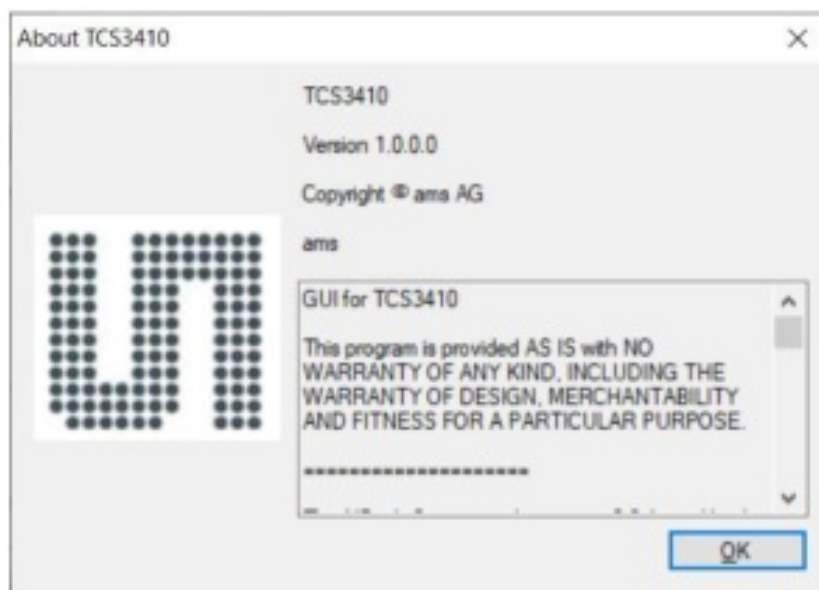 About TCS3410
TCS3410
Version 1.0.0.0
Copyright © ams AG
ams
GUI for TCS3410
This program is provided AS IS with NO
WARRANTY OF ANY KIND, INCLUDING THE
WARRANTY OF DESIGN, MERCHANTABILITY
AND FITNESS FOR A PARTICULAR PURPOSE.
====================
OK